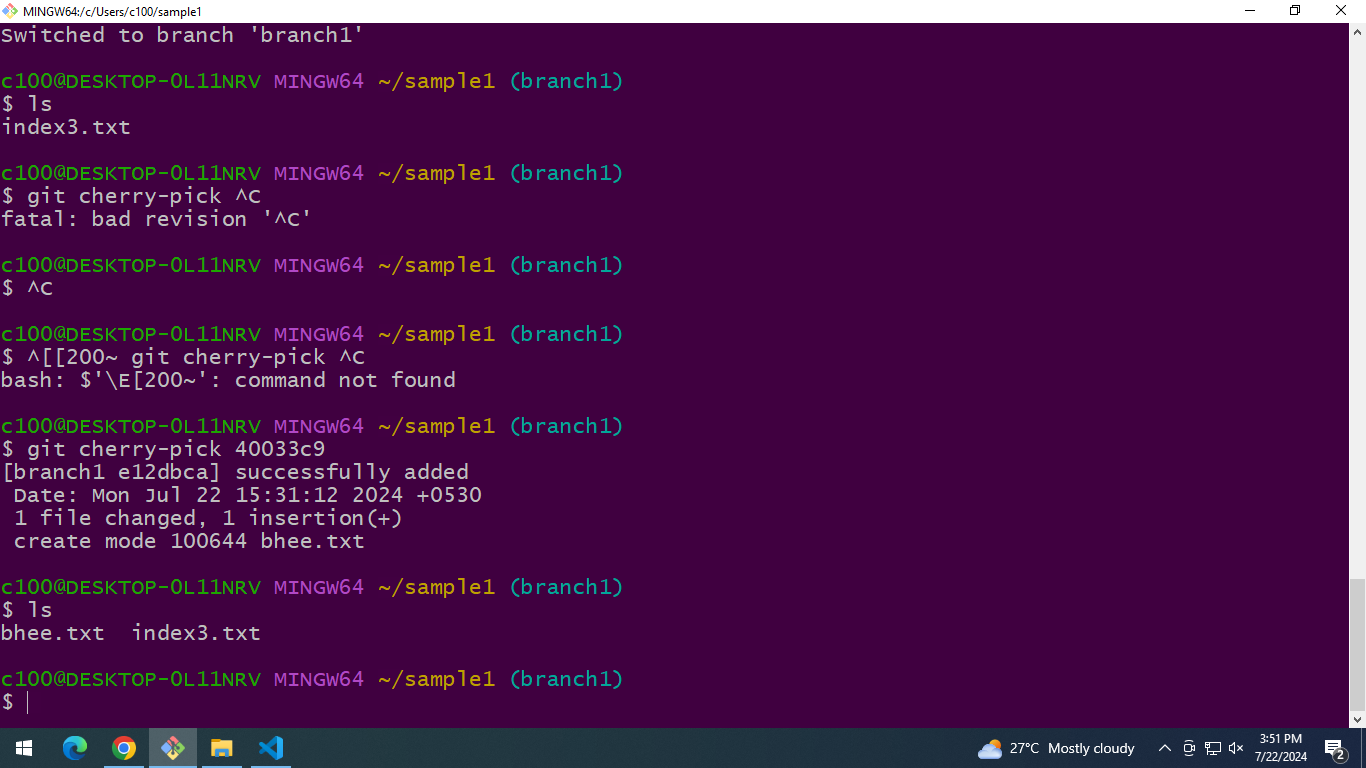 MINGW64:/c/Users/c100/sample1
Switched to branch 'branch1'
c100@DESKTOP-0L11NRV MINGW64 ~/sample1 (branch1)
$ ls
index3.txt
c100@DESKTOP-0L11NRV MINGW64 ~/sample1 (branch1)
$ git cherry-pick ^C
fatal: bad revision '^C'
c100@DESKTOP-0L11NRV MINGW64 ~/sample1 (branch1)
$ ^C
c100@DESKTOP-0L11NRV MINGW64 ~/sample1 (branch1)
$ ^[[200~ git cherry-pick ^C
bash: $'\E[200~': command not found
c100@DESKTOP-0L11NRV MINGW64 ~/sample1 (branch1)
$ git cherry-pick 40033c9
[branch1 e12dbca] successfully added
Date: Mon Jul 22 15:31:12 2024 +0530
1 file changed, 1 insertion(+)
create mode 100644 bhee.txt
c100@DESKTOP-0L11NRV MINGW64 ~/sample1 (branch1)
$ ls
bhee.txt  index3.txt
c100@DESKTOP-0L11NRV MINGW64 ~/sample1 (branch1)
$
27°C Mostly cloudy
3:51 PM
7/22/2024
2